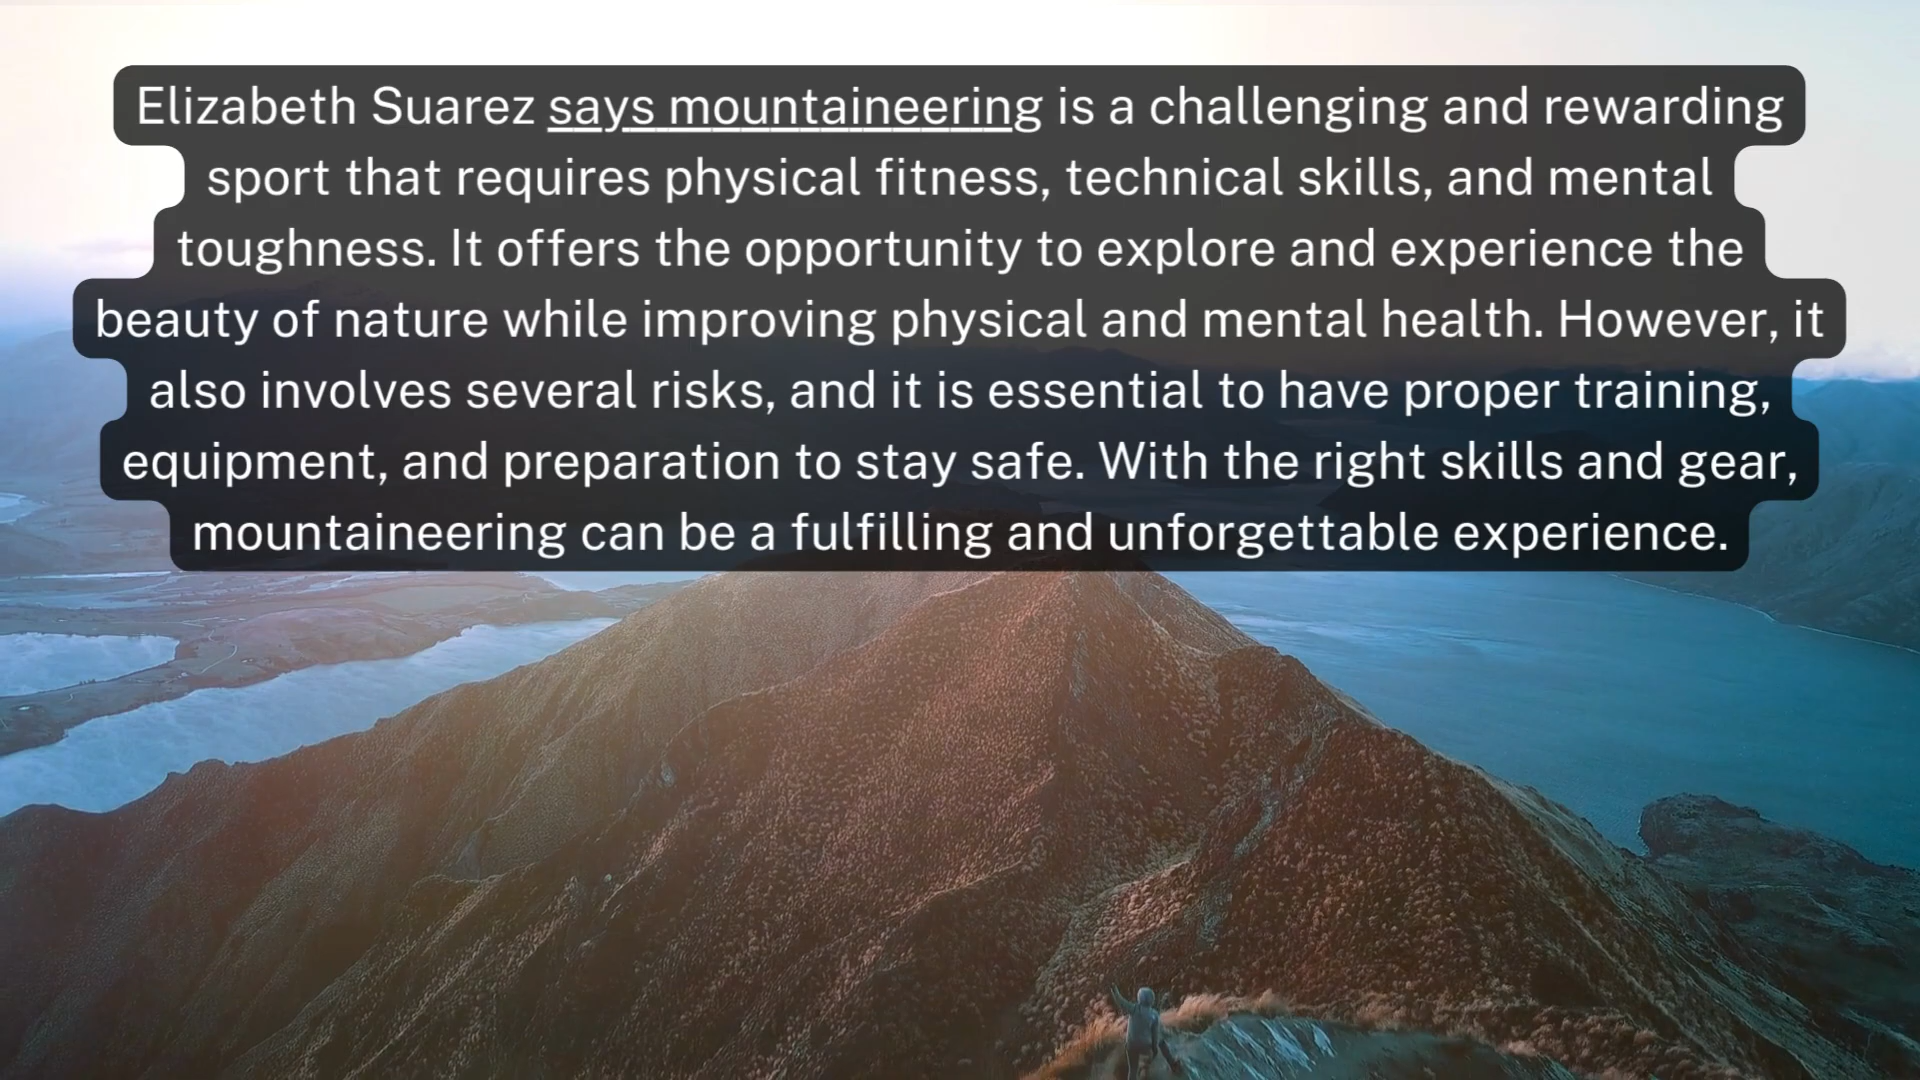 Elizabeth Suarez says mountaineering is a challenging and rewarding
sport that requires physical fitness, technical skills, and mental
toughness. It offers the opportunity to explore and experience the
beauty of nature while improving physical and mental health. However, it
also involves several risks, and it is essential to have proper training,
equipment, and preparation to stay safe. With the right skills and gear,
mountaineering can be a fulfilling and unforgettable experience.